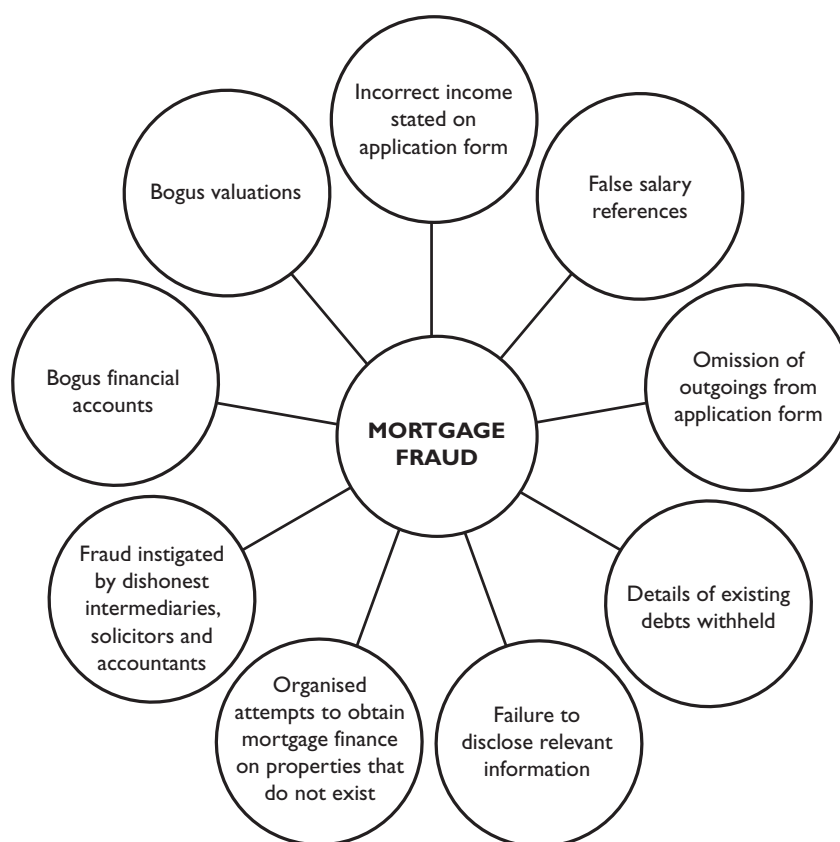 Incorrect income
stated on
application form
False salary
references
Omission of
outgoings from
application form
Details of existing
debts withheld
Failure to
disclose relevant
information
Organised
attempts to obtain
mortgage finance
on properties that
do not exist
Fraud instigated
by dishonest
intermediaries,
solicitors and
accountants
Bogus financial
accounts
Bogus valuations
MORTGAGE
FRAUD